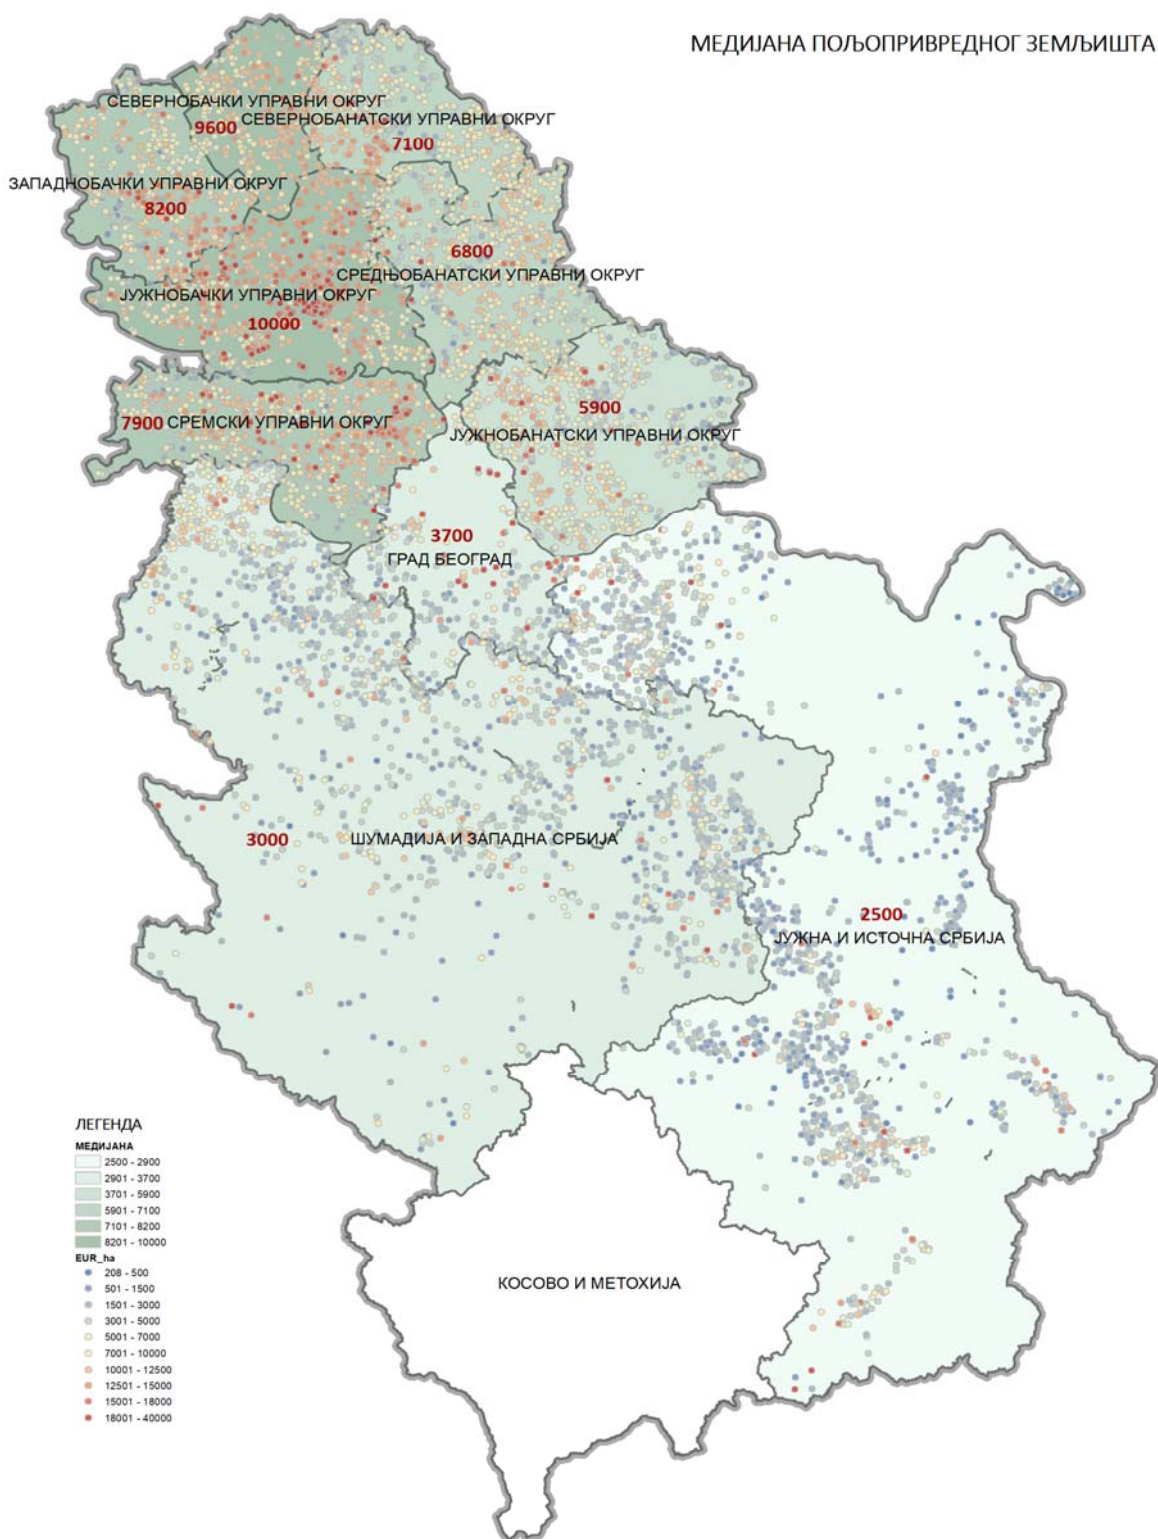 МЕДИЈАНА ПОЉОПРИВРЕДНОГ ЗЕМЉИШТА
СЕВЕРНОБАЧКИ УПРАВНИ ОКРУГ
9600
СЕВЕРНОБАНАТСКИ УПРАВНИ ОКРУГ
7100
ЗАПАДНОБАЧКИ УПРАВНИ ОКРУГ
8200
6800
СРЕДЊОБАНАТСКИ УПРАВНИ ОКРУГ
ЈУЖНОБАЧКИ УПРАВНИ ОКРУГ
10000
5900
7900 СРЕМСКИ УПРАВНИ ОКРУГ
ЈУЖНОБАНАТСКИ УПРАВНИ ОКРУГ
3700
ГРАД БЕОГРАД
3000
ШУМАДИЈА И ЗАПАДНА СРБИЈА
2500
ЈУЖНА И ИСТОЧНА СРБИЈА
КОСОВО И МЕТОХИЈА
ЛЕГЕНДА
МЕДИЈАНА
2500 - 2900
2901 - 3700
3701 - 5900
5901 - 7100
7101 - 8200
8201 - 10000
EUR_ha
208 - 500
501 - 1500
1501 - 3000
3001 - 5000
5001 - 7000
7001 - 10000
10001 - 12500
12501 - 15000
15001 - 18000
18001 - 40000